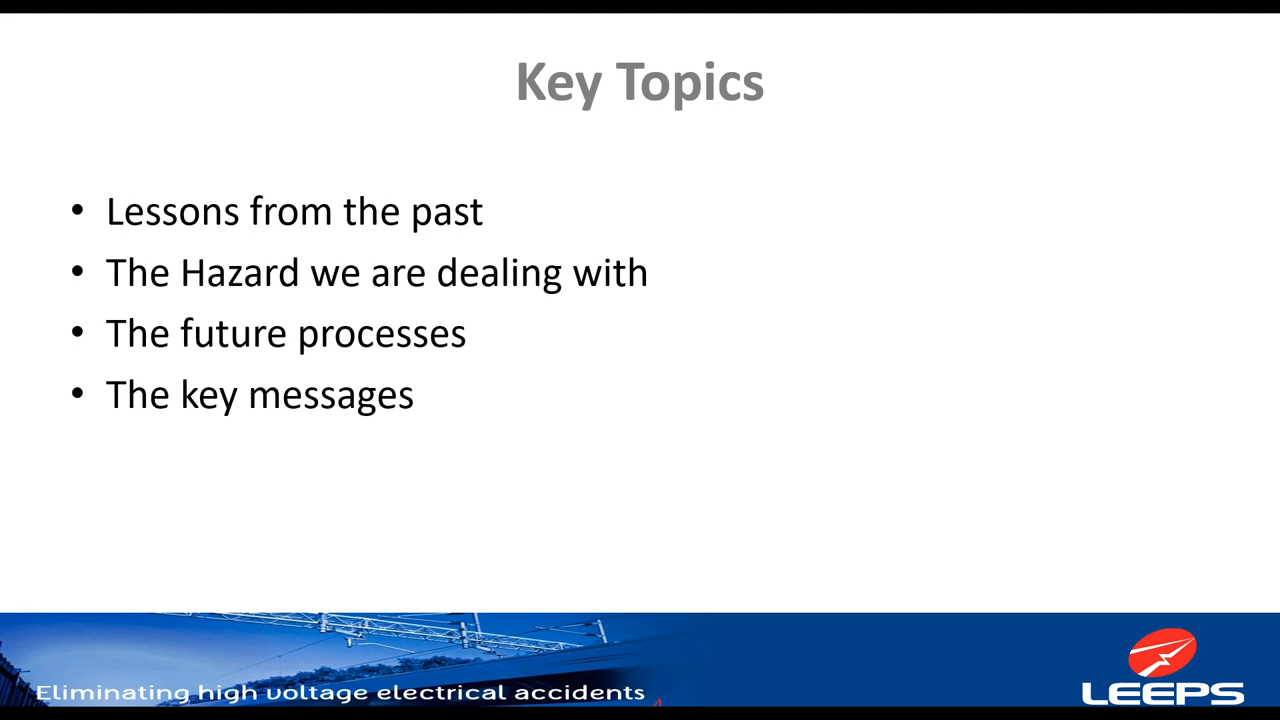 Key Topics
• Lessons from the past
• The Hazard we are dealing with
• The future processes
• The key messages
Eliminating high voltage electrical accidents
4
LEEPS